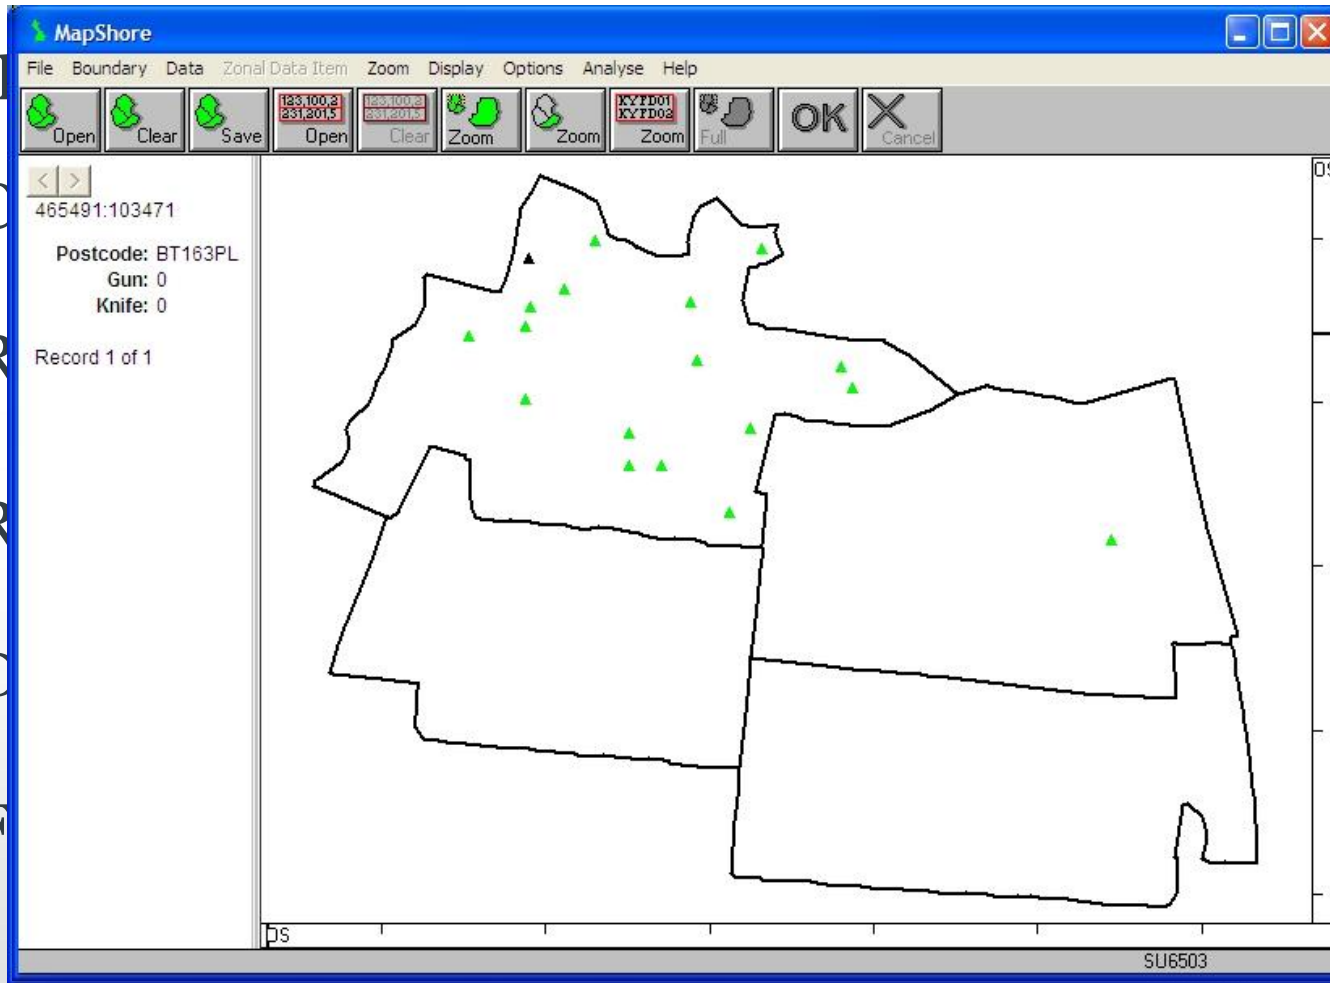 MapShore
File Boundary Data Zonal Data Item Zoom Display Options Analyse Help
123,100,2
231,201,5
123,100,2
231,201,5
XYFD01
XYFD02
Open Clear Save Open Clear Zoom Zoom Zoom Full OK Cancel
< >
465491:103471
Postcode: BT163PL
Gun: 0
Knife: 0
Record 1 of 1
OS
OS
SU6503